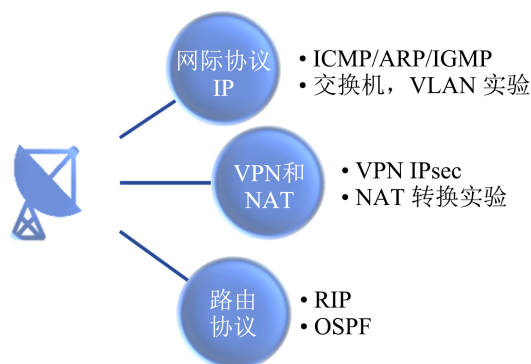 网际协议
IP
• ICMP/ARP/IGMP
• 交换机，VLAN 实验
VPN和
NAT
• VPN IPsec
• NAT 转换实验
路由
协议
• RIP
• OSPF